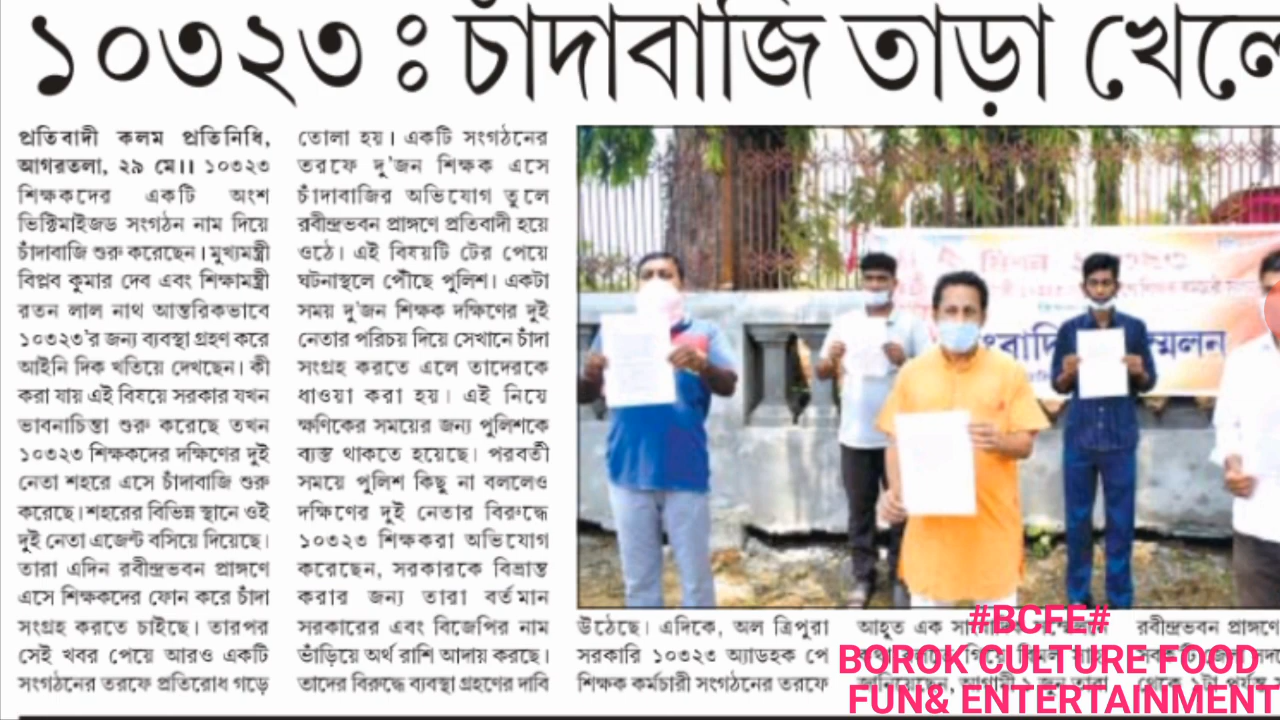 ১০৩২৩ ঃ চাঁদাবাজি তাড়া খেলে
প্রতিবাদী কলম প্রতিনিধি,
আগরতলা, ২৯ মে।। ১০৩২৩
শিক্ষকদের একটি অংশ
ভিক্টিমাইজড সংগঠন নাম দিয়ে
চাঁদাবাজি শুরু করেছেন। মুখ্যমন্ত্রী
বিপ্লব কুমার দেব এবং শিক্ষামন্ত্রী
রতন লাল নাথ আন্তরিকভাবে
১০৩২৩'র জন্য ব্যবস্থা গ্রহণ করে
আইনি দিক খতিয়ে দেখছেন। কী
করা যায় এই বিষয়ে সরকার যখন
ভাবনাচিন্তা শুরু করেছে তখন
১০৩২৩ শিক্ষকদের দক্ষিণের দুই
নেতা শহরে এসে চাঁদাবাজি শুরু
করেছে। শহরের বিভিন্ন স্থানে ওই
দুই নেতা এজেন্ট বসিয়ে দিয়েছে।
তারা এদিন রবীন্দ্রভবন প্রাঙ্গণে
এসে শিক্ষকদের ফোন করে চাঁদা
সংগ্রহ করতে চাইছে। তারপর
সেই খবর পেয়ে আরও একটি
সংগঠনের তরফে প্রতিরোধ গড়ে
তোলা হয়। একটি সংগঠনের
তরফে দু'জন শিক্ষক এসে
চাঁদাবাজির অভিযোগ তুলে
রবীন্দ্রভবন প্রাঙ্গণে প্রতিবাদী হয়ে
ওঠে। এই বিষয়টি টের পেয়ে
ঘটনাস্থলে পৌঁছে পুলিশ। একটা
সময় দু'জন শিক্ষক দক্ষিণের দুই
নেতার পরিচয় দিয়ে সেখানে চাঁদা
সংগ্রহ করতে এলে তাদেরকে
ধাওয়া করা হয়। এই নিয়ে
ক্ষণিকের সময়ের জন্য পুলিশকে
ব্যস্ত থাকতে হয়েছে। পরবর্তী
সময়ে পুলিশ কিছু না বললেও
দক্ষিণের দুই নেতার বিরুদ্ধে
১০৩২৩ শিক্ষকরা অভিযোগ
করেছেন, সরকারকে বিভ্রান্ত
করার জন্য তারা বর্তমান
সরকারের এবং বিজেপির নাম
ভাঁড়িয়ে অর্থ রাশি আদায় করছে।
তাদের বিরুদ্ধে ব্যবস্থা গ্রহণের দাবি
উঠেছে। এদিকে, অল ত্রিপুরা
সরকারি ১০৩২৩ অ্যাডহক পে
শিক্ষক কর্মচারী সংগঠনের তরফে
আহূত এক
জানিয়েছেন, আগামী ১ জুন তারা
রবীন্দ্রভবন প্রাঙ্গণে
থেকে ১টা পর্যন্ত
#BCFE#
BOROK CULTURE FOOD
FUN& ENTERTAINMENT